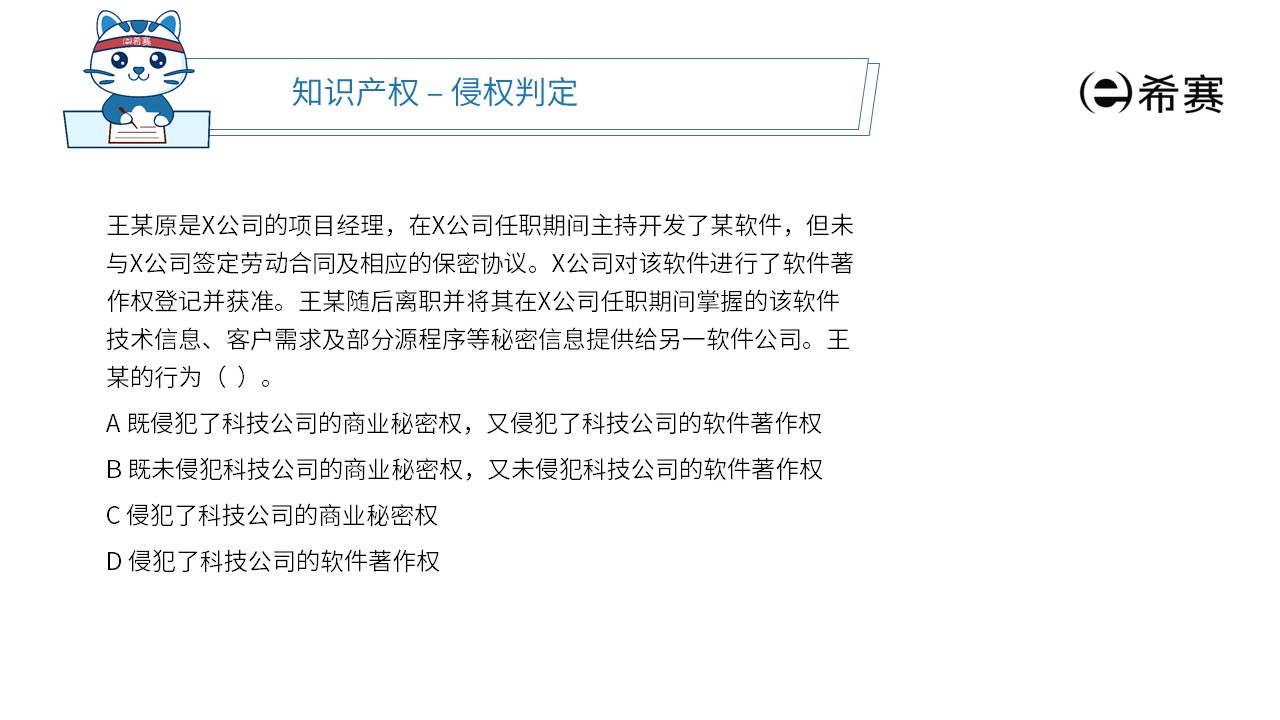 希赛
知识产权 – 侵权判定
希赛
王某原是X公司的项目经理，在X公司任职期间主持开发了某软件，但未
与X公司签定劳动合同及相应的保密协议。X公司对该软件进行了软件著
作权登记并获准。王某随后离职并将其在X公司任职期间掌握的该软件
技术信息、客户需求及部分源程序等秘密信息提供给另一软件公司。王
某的行为（ ）。
A 既侵犯了科技公司的商业秘密权，又侵犯了科技公司的软件著作权
B 既未侵犯科技公司的商业秘密权，又未侵犯科技公司的软件著作权
C 侵犯了科技公司的商业秘密权
D 侵犯了科技公司的软件著作权